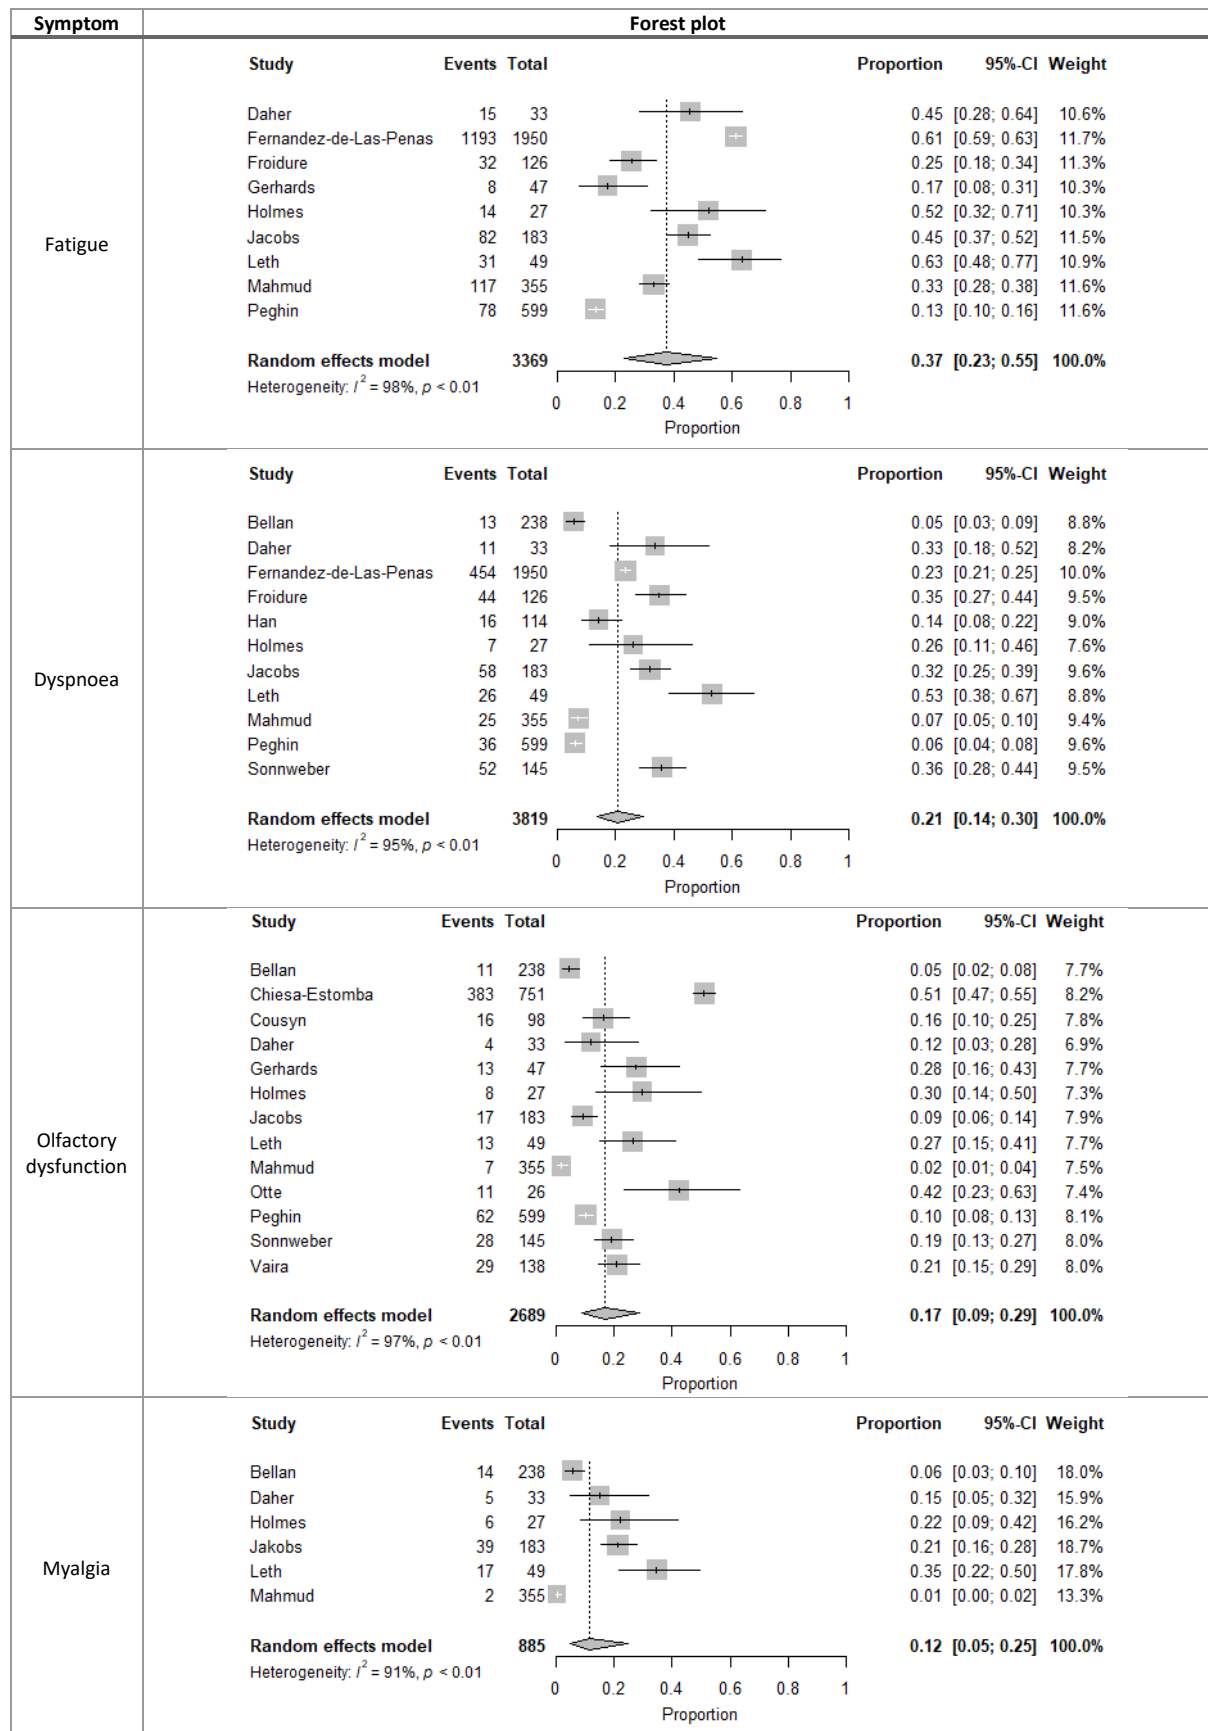 Symptom Forest plot
Fatigue
Study Events Total Proportion 95%-CI Weight
Daher 15 33 0.45 [0.28; 0.64] 10.6%
Fernandez-de-Las-Penas 1193 1950 0.61 [0.59; 0.63] 11.7%
Froidure 32 126 0.25 [0.18; 0.34] 11.3%
Gerhards 8 47 0.17 [0.08; 0.31] 10.3%
Holmes 14 27 0.52 [0.32; 0.71] 10.3%
Jacobs 82 183 0.45 [0.37; 0.52] 11.5%
Leth 31 49 0.63 [0.48; 0.77] 10.9%
Mahmud 117 355 0.33 [0.28; 0.38] 11.6%
Peghin 78 599 0.13 [0.10; 0.16] 11.6%
Random effects model 3369 0.37 [0.23; 0.55] 100.0%
Heterogeneity: I² = 98%, p < 0.01
0 0.2 0.4 0.6 0.8 1
Proportion
Dyspnoea
Study Events Total Proportion 95%-CI Weight
Bellan 13 238 0.05 [0.03; 0.09] 8.8%
Daher 11 33 0.33 [0.18; 0.52] 8.2%
Fernandez-de-Las-Penas 454 1950 0.23 [0.21; 0.25] 10.0%
Froidure 44 126 0.35 [0.27; 0.44] 9.5%
Han 16 114 0.14 [0.08; 0.22] 9.0%
Holmes 7 27 0.26 [0.11; 0.46] 7.6%
Jacobs 58 183 0.32 [0.25; 0.39] 9.6%
Leth 26 49 0.53 [0.38; 0.67] 8.8%
Mahmud 25 355 0.07 [0.05; 0.10] 9.4%
Peghin 36 599 0.06 [0.04; 0.08] 9.6%
Sonnweber 52 145 0.36 [0.28; 0.44] 9.5%
Random effects model 3819 0.21 [0.14; 0.30] 100.0%
Heterogeneity: I² = 95%, p < 0.01
0 0.2 0.4 0.6 0.8 1
Proportion
Olfactory
dysfunction
Study Events Total Proportion 95%-CI Weight
Bellan 11 238 0.05 [0.02; 0.08] 7.7%
Chiesa-Estomba 383 751 0.51 [0.47; 0.55] 8.2%
Cousyn 16 98 0.16 [0.10; 0.25] 7.8%
Daher 4 33 0.12 [0.03; 0.28] 6.9%
Gerhards 13 47 0.28 [0.16; 0.43] 7.7%
Holmes 8 27 0.30 [0.14; 0.50] 7.3%
Jacobs 17 183 0.09 [0.06; 0.14] 7.9%
Leth 13 49 0.27 [0.15; 0.41] 7.7%
Mahmud 7 355 0.02 [0.01; 0.04] 7.5%
Otte 11 26 0.42 [0.23; 0.63] 7.4%
Peghin 62 599 0.10 [0.08; 0.13] 8.1%
Sonnweber 28 145 0.19 [0.13; 0.27] 8.0%
Vaira 29 138 0.21 [0.15; 0.29] 8.0%
Random effects model 2689 0.17 [0.09; 0.29] 100.0%
Heterogeneity: I² = 97%, p < 0.01
0 0.2 0.4 0.6 0.8 1
Proportion
Myalgia
Study Events Total Proportion 95%-CI Weight
Bellan 14 238 0.06 [0.03; 0.10] 18.0%
Daher 5 33 0.15 [0.05; 0.32] 15.9%
Holmes 6 27 0.22 [0.09; 0.42] 16.2%
Jakobs 39 183 0.21 [0.16; 0.28] 18.7%
Leth 17 49 0.35 [0.22; 0.50] 17.8%
Mahmud 2 355 0.01 [0.00; 0.02] 13.3%
Random effects model 885 0.12 [0.05; 0.25] 100.0%
Heterogeneity: I² = 91%, p < 0.01
0 0.2 0.4 0.6 0.8 1
Proportion